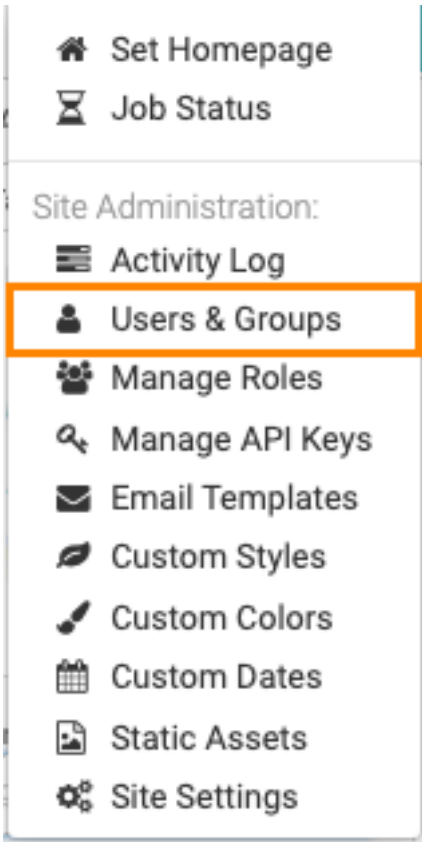 Set Homepage
Job Status
Site Administration:
Activity Log
Users & Groups
Manage Roles
Manage API Keys
Email Templates
Custom Styles
Custom Colors
Custom Dates
Static Assets
Site Settings